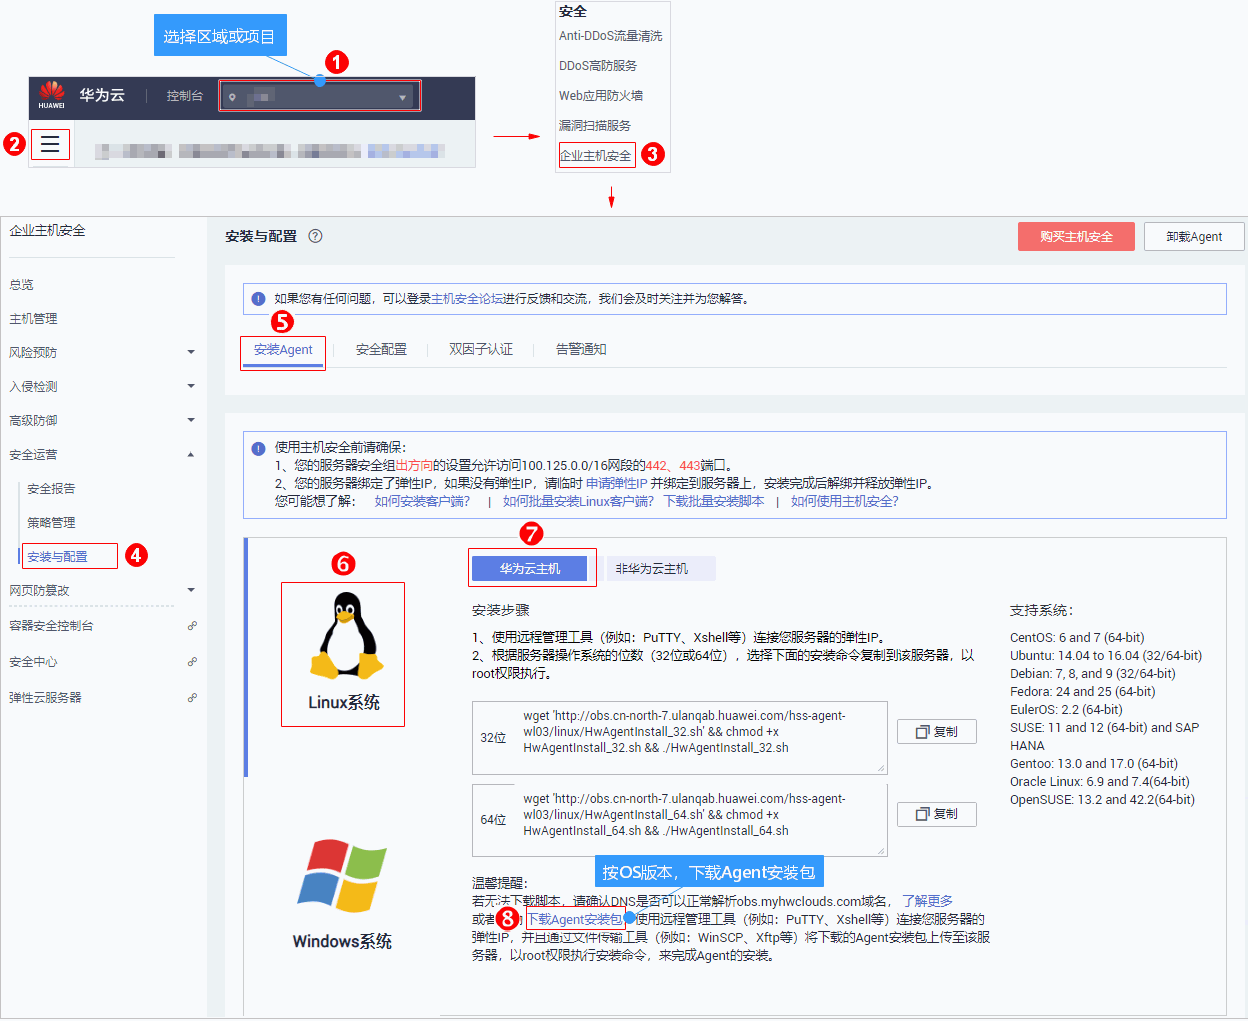 选择区域或项目
1
HUAWEI
华为云
控制台
2
安全
Anti-DDoS流量清洗
DDoS高防服务
Web应用防火墙
漏洞扫描服务
企业主机安全
3
企业主机安全
总览
主机管理
风险预防
入侵检测
高级防御
安全运营
安全报告
策略管理
安装与配置
4
网页防篡改
容器安全控制台
安全中心
弹性云服务器
安装与配置 ?
购买主机安全
卸载Agent
如果您有任何问题，可以登录主机安全论坛进行反馈和交流，我们会及时关注并为您解答。
5
安装Agent
安全配置
双因子认证
告警通知
使用主机安全前请确保：
1、您的服务器安全组出方向的设置允许访问100.125.0.0/16网段的442、443端口。
2、您的服务器绑定了弹性IP，如果没有弹性IP，请临时 申请弹性IP 并绑定到服务器上，安装完成后解绑并释放弹性IP。
您可能想了解： 如何安装客户端？ | 如何批量安装Linux客户端？ 下载批量安装脚本 | 如何使用主机安全？
6
Linux系统
Windows系统
7
华为云主机
非华为云主机
安装步骤
1、使用远程管理工具（例如：PuTTY、Xshell等）连接您服务器的弹性IP。
2、根据服务器操作系统的位数（32位或64位），选择下面的安装命令复制到该服务器，以
root权限执行。
32位
wget 'http://obs.cn-north-7.ulanqab.huawei.com/hss-agent-
wl03/linux/HwAgentInstall_32.sh' && chmod +x
HwAgentInstall_32.sh && ./HwAgentInstall_32.sh
复制
64位
wget 'http://obs.cn-north-7.ulanqab.huawei.com/hss-agent-
wl03/linux/HwAgentInstall_64.sh' && chmod +x
HwAgentInstall_64.sh && ./HwAgentInstall_64.sh
复制
按OS版本，下载Agent安装包
温馨提醒：
若无法下载脚本，请确认DNS是否可以正常解析obs.myhwclouds.com域名， 了解更多
或者 8 下载Agent安装包 使用远程管理工具（例如：PuTTY、Xshell等）连接您服务器的
弹性IP，并且通过文件传输工具（例如：WinSCP、Xftp等）将下载的Agent安装包上传至该服
务器，以root权限执行安装命令，来完成Agent的安装。
支持系统：
CentOS: 6 and 7 (64-bit)
Ubuntu: 14.04 to 16.04 (32/64-bit)
Debian: 7, 8, and 9 (32/64-bit)
Fedora: 24 and 25 (64-bit)
EulerOS: 2.2 (64-bit)
SUSE: 11 and 12 (64-bit) and SAP
HANA
Gentoo: 13.0 and 17.0 (64-bit)
Oracle Linux: 6.9 and 7.4(64-bit)
OpenSUSE: 13.2 and 42.2(64-bit)